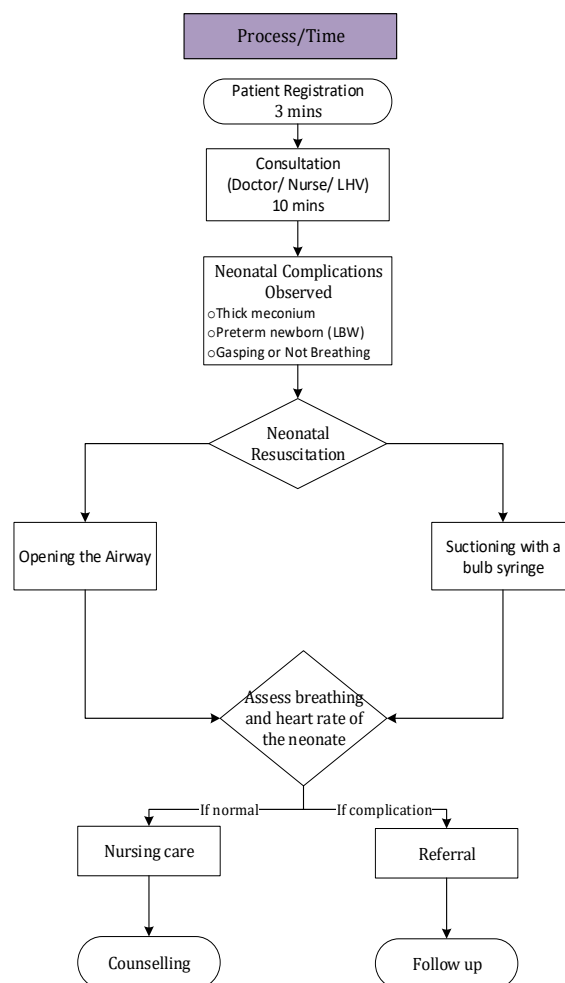 Process/Time
Patient Registration
3 mins
Consultation
(Doctor/ Nurse/ LHV)
10 mins
Neonatal Complications
Observed
○Thick meconium
○Preterm newborn (LBW)
○Gasping or Not Breathing
Neonatal
Resuscitation
Opening the Airway
Suctioning with a
bulb syringe
Assess breathing
and heart rate of
the neonate
If normal
If complication
Nursing care
Referral
Counselling
Follow up